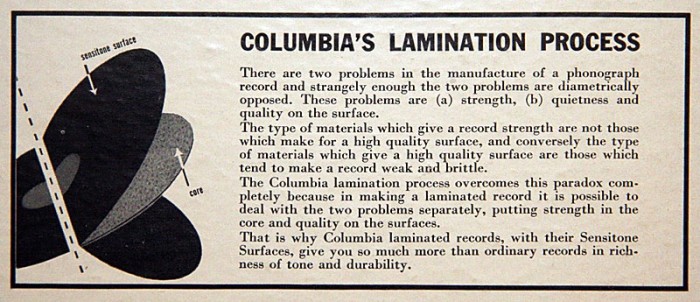 sensitone surface
core
COLUMBIA'S LAMINATION PROCESS
There are two problems in the manufacture of a phonograph
record and strangely enough the two problems are diametrically
opposed. These problems are (a) strength, (b) quietness and
quality on the surface.
The type of materials which give a record strength are not those
which make for a high quality surface, and conversely the type
of materials which give a high quality surface are those which
tend to make a record weak and brittle.
The Columbia lamination process overcomes this paradox com-
pletely because in making a laminated record it is possible to
deal with the two problems separately, putting strength in the
core and quality on the surfaces.
That is why Columbia laminated records, with their Sensitone
Surfaces, give you so much more than ordinary records in rich-
ness of tone and durability.